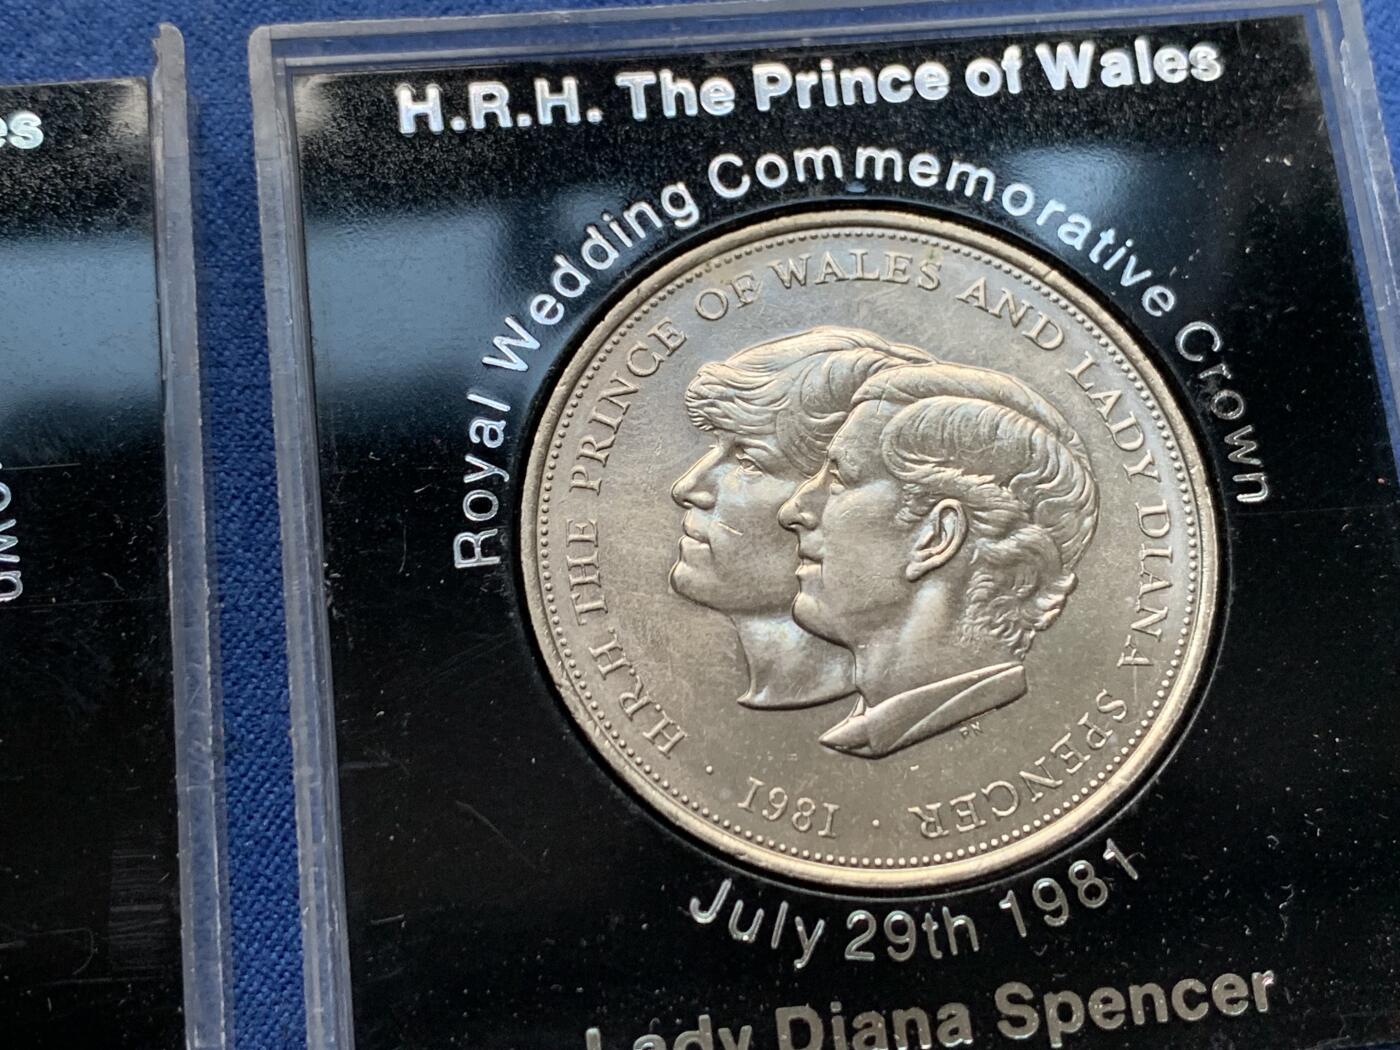 H.R.H. The Prince of Wales
Royal Wedding Commemorative Crown
H.R.H. THE PRINCE OF WALES AND LADY DIANA SPENCER · 1981 ·
PN
July 29th 1981
Lady Diana Spencer
es